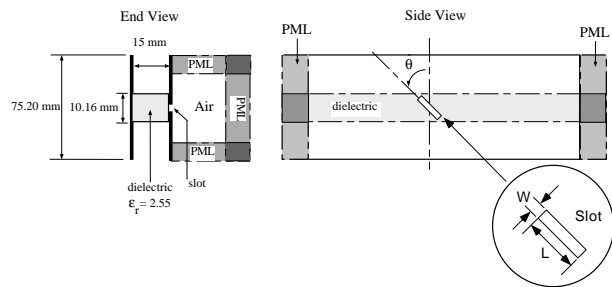 End View
Side View
15 mm
PML
PML
PML
75.20 mm
10.16 mm
Air
PML
θ
dielectric
PML
dielectric
εr = 2.55
slot
W
Slot
L